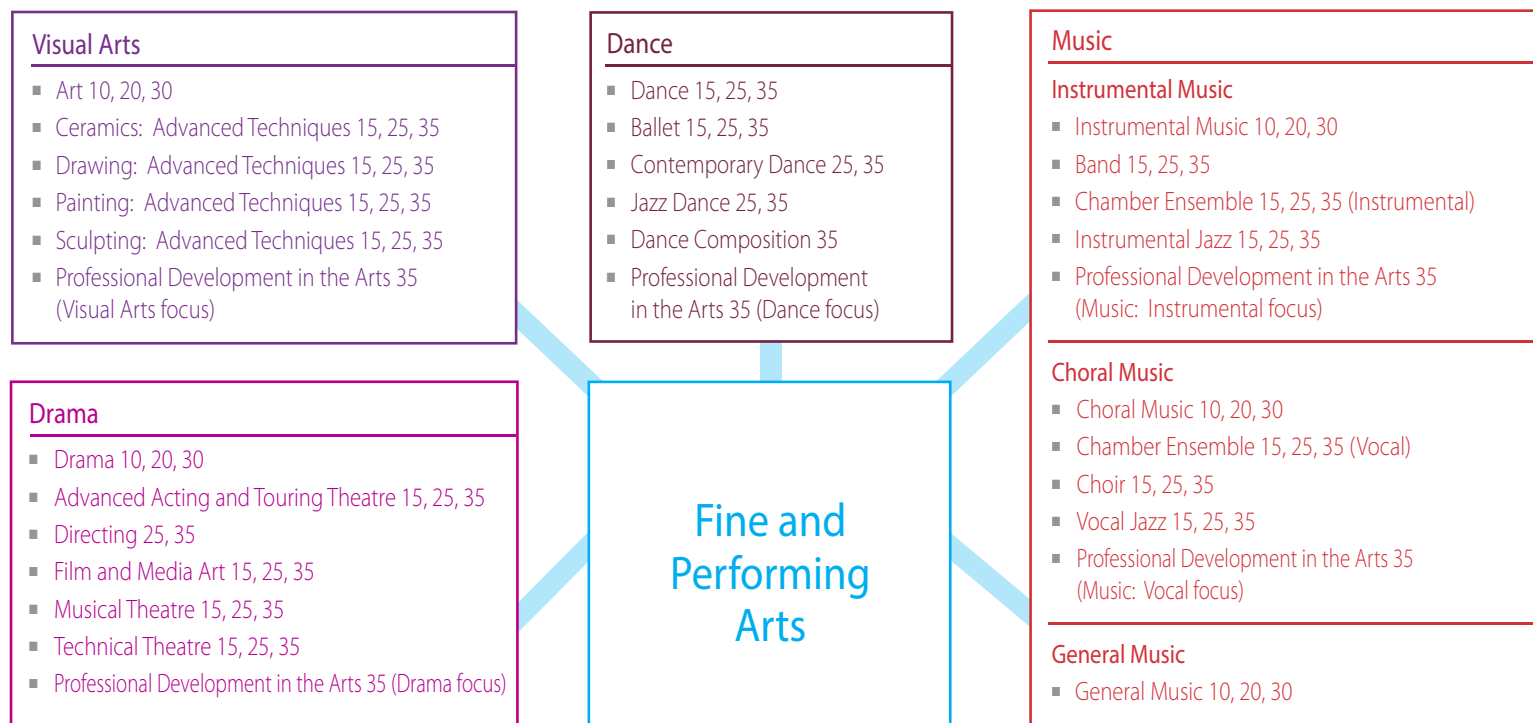 Visual Arts
▪ Art 10, 20, 30
▪ Ceramics:  Advanced Techniques 15, 25, 35
▪ Drawing:  Advanced Techniques 15, 25, 35
▪ Painting:  Advanced Techniques 15, 25, 35
▪ Sculpting:  Advanced Techniques 15, 25, 35
▪ Professional Development in the Arts 35
(Visual Arts focus)
Dance
▪ Dance 15, 25, 35
▪ Ballet 15, 25, 35
▪ Contemporary Dance 25, 35
▪ Jazz Dance 25, 35
▪ Dance Composition 35
▪ Professional Development
in the Arts 35 (Dance focus)
Music
Instrumental Music
▪ Instrumental Music 10, 20, 30
▪ Band 15, 25, 35
▪ Chamber Ensemble 15, 25, 35 (Instrumental)
▪ Instrumental Jazz 15, 25, 35
▪ Professional Development in the Arts 35
(Music:  Instrumental focus)
Choral Music
▪ Choral Music 10, 20, 30
▪ Chamber Ensemble 15, 25, 35 (Vocal)
▪ Choir 15, 25, 35
▪ Vocal Jazz 15, 25, 35
▪ Professional Development in the Arts 35
(Music:  Vocal focus)
General Music
▪ General Music 10, 20, 30
Drama
▪ Drama 10, 20, 30
▪ Advanced Acting and Touring Theatre 15, 25, 35
▪ Directing 25, 35
▪ Film and Media Art 15, 25, 35
▪ Musical Theatre 15, 25, 35
▪ Technical Theatre 15, 25, 35
▪ Professional Development in the Arts 35 (Drama focus)
Fine and
Performing
Arts